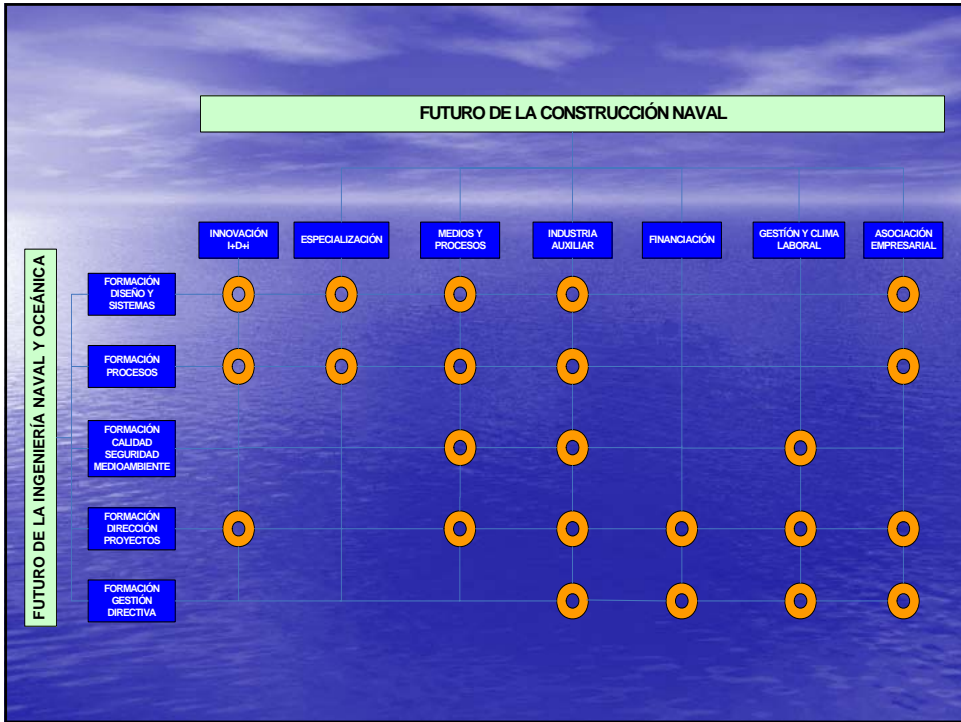 FUTURO DE LA CONSTRUCCIÓN NAVAL
INNOVACIÓN
I+D+i
ESPECIALIZACIÓN
MEDIOS Y
PROCESOS
INDUSTRIA
AUXILIAR
FINANCIACIÓN
GESTÍÓN Y CLIMA
LABORAL
ASOCIACIÓN
EMPRESARIAL
FUTURO DE LA INGENIERÍA NAVAL Y OCEÁNICA
FORMACIÓN
DISEÑO Y
SISTEMAS
FORMACIÓN
PROCESOS
FORMACIÓN
CALIDAD
SEGURIDAD
MEDIOAMBIENTE
FORMACIÓN
DIRECCIÓN
PROYECTOS
FORMACIÓN
GESTIÓN
DIRECTIVA